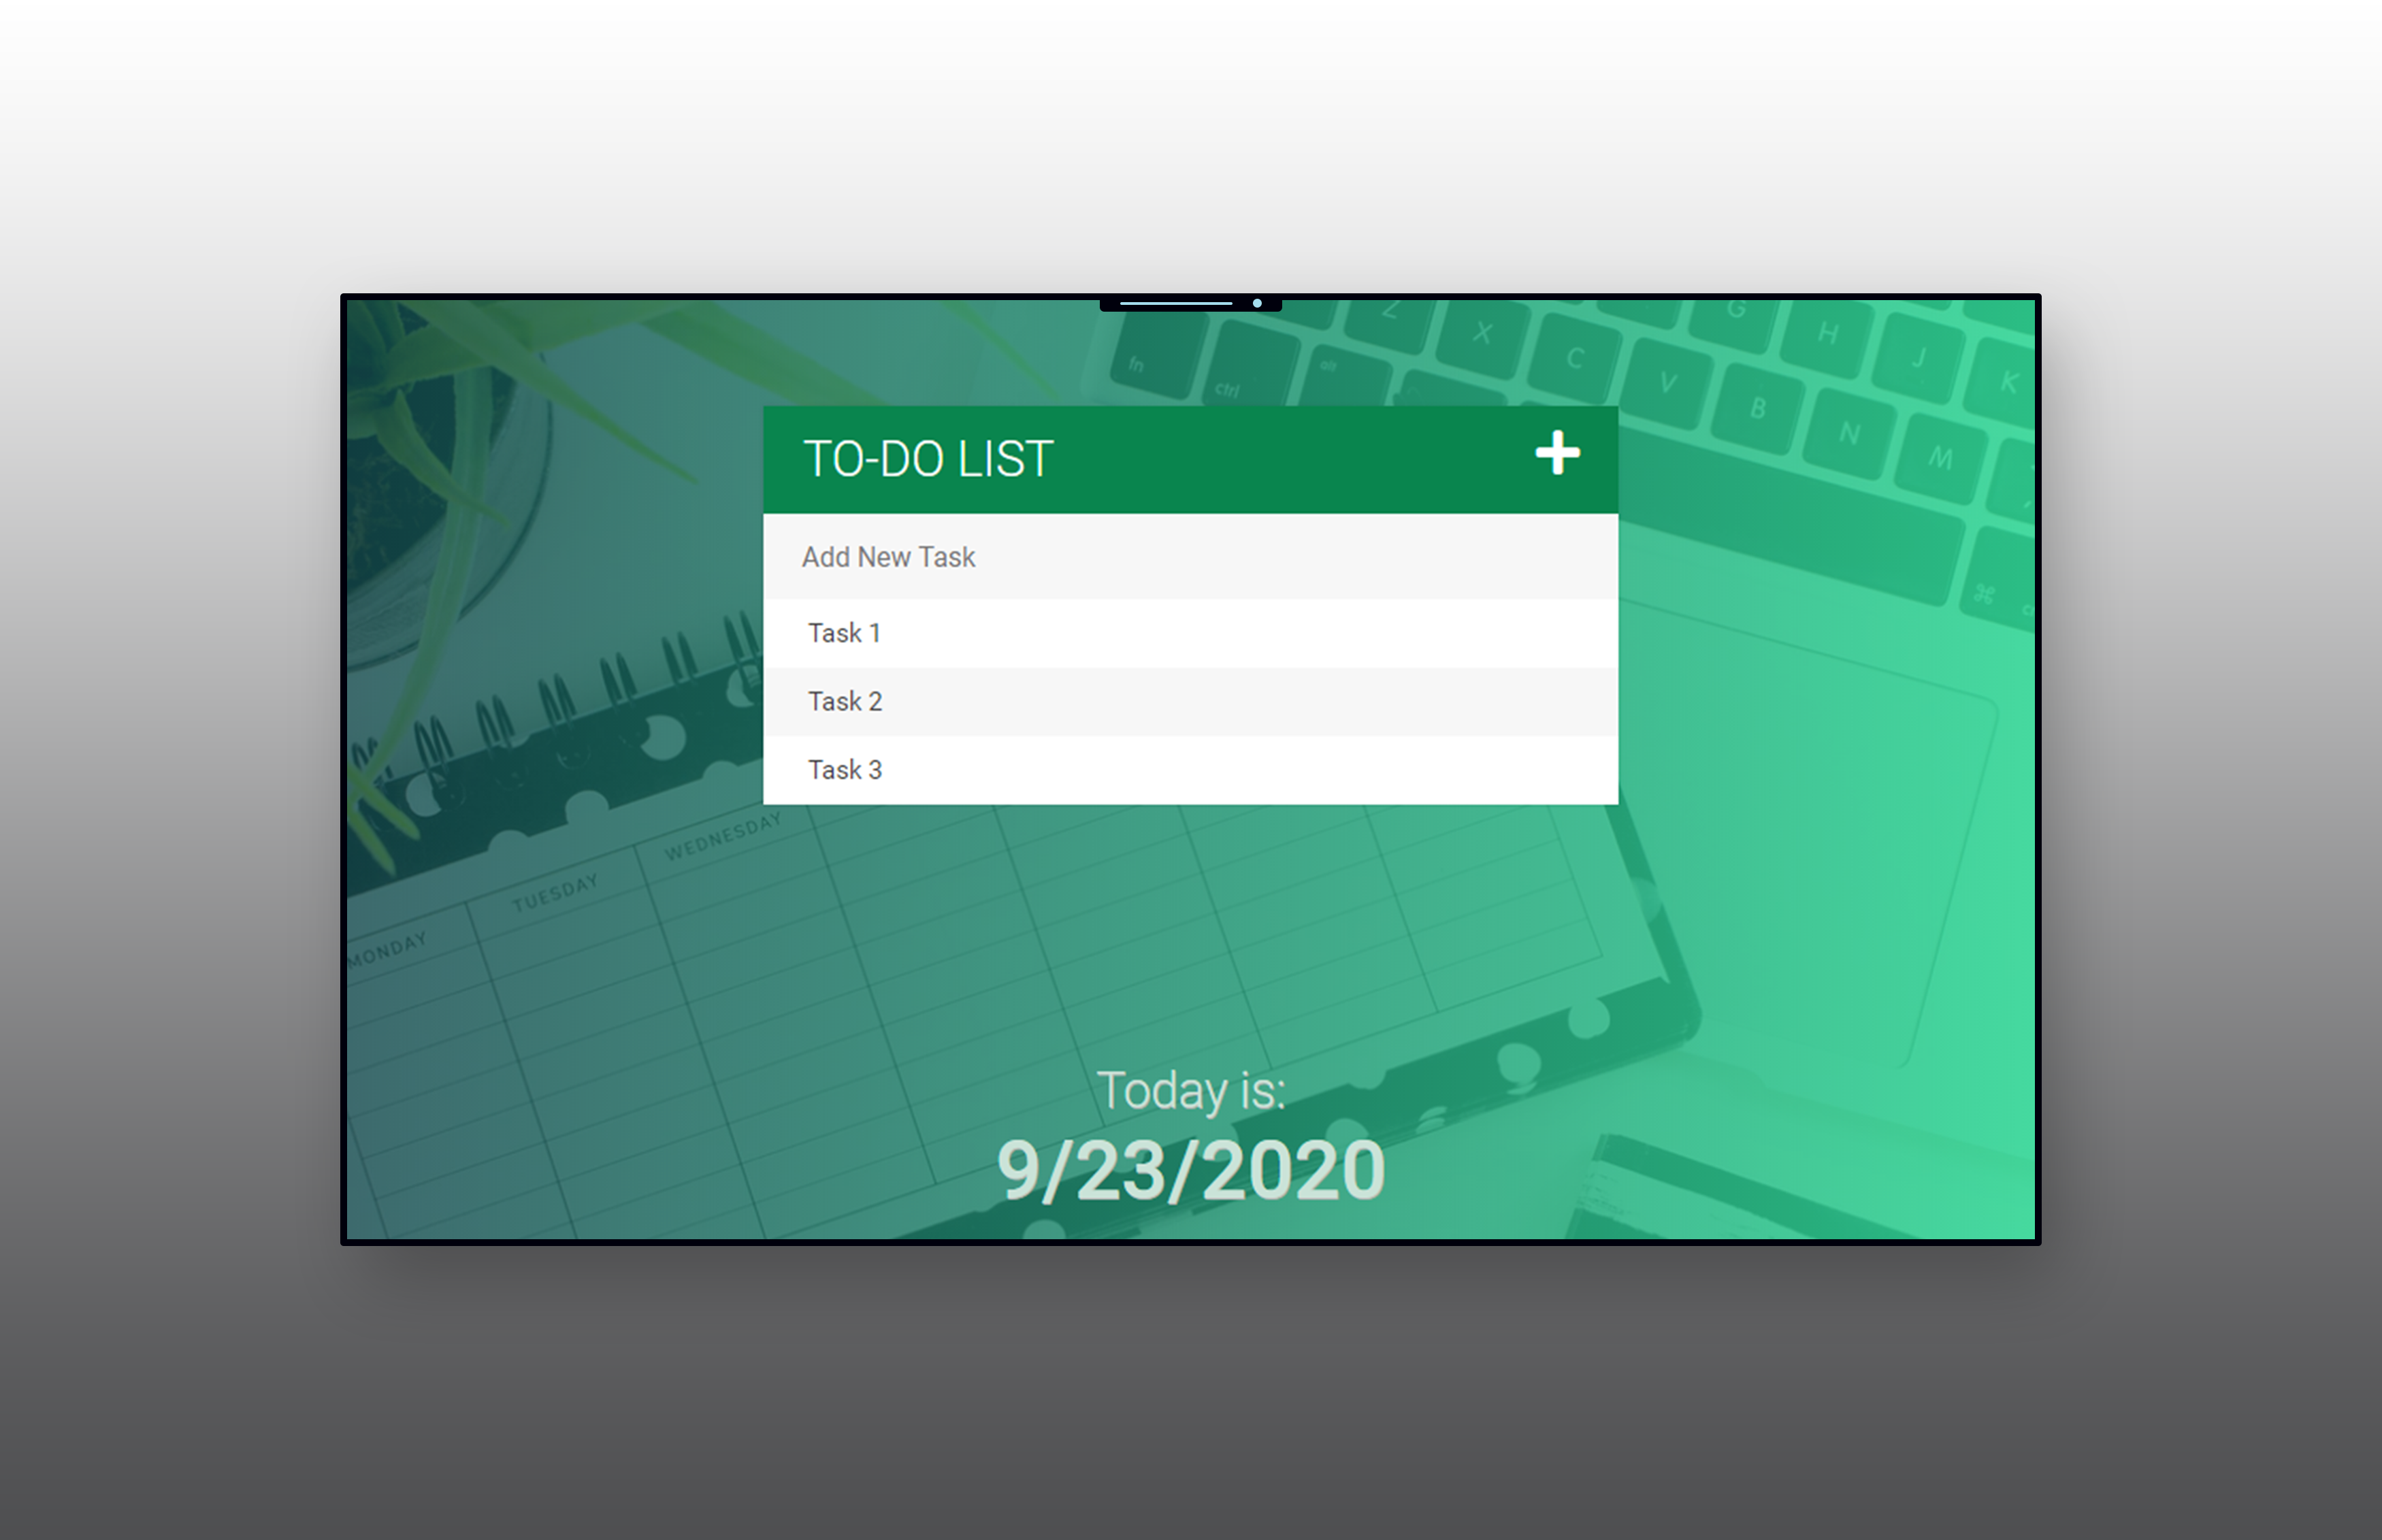 Z
G
X
H
fn
C
J
ctrl
alt
V
K
B
N
M
TO-DO LIST
Add New Task
⌘
Task 1
Task 2
Task 3
WEDNESDAY
TUESDAY
MONDAY
Today is:
9/23/2020